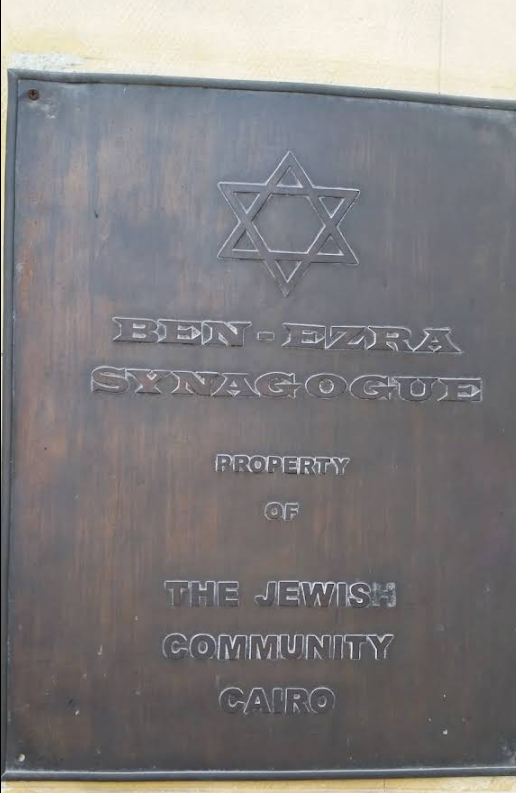 BEN-EZRA
SYNAGOGUE
PROPERTY
OF
THE JEWISH
COMMUNITY
CAIRO